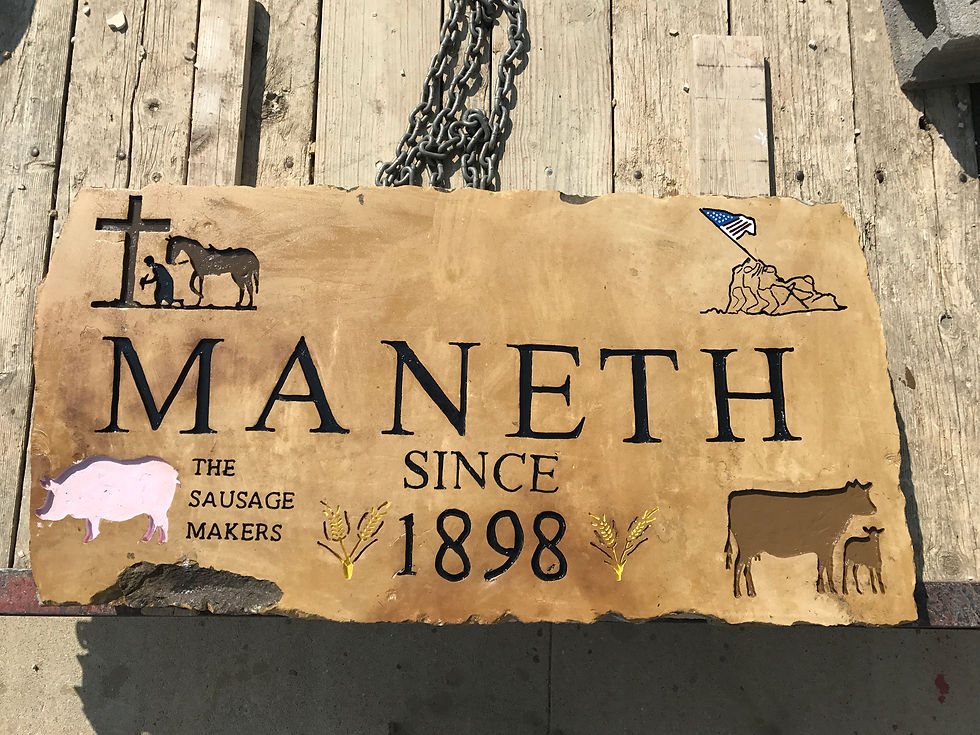 MANETH
SINCE
1898
THE
SAUSAGE
MAKERS